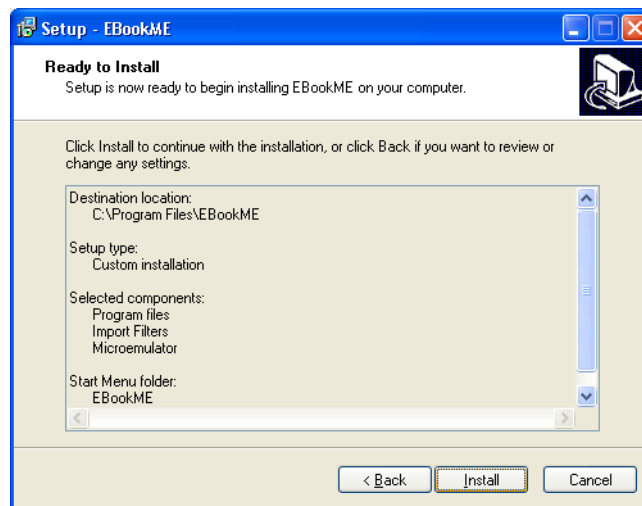 Setup - EBookME
Ready to Install
Setup is now ready to begin installing EBookME on your computer.
Click Install to continue with the installation, or click Back if you want to review or
change any settings.
Destination location:
C:\Program Files\EBookME
Setup type:
Custom installation
Selected components:
Program files
Import Filters
Microemulator
Start Menu folder:
EBookME
< Back
Install
Cancel